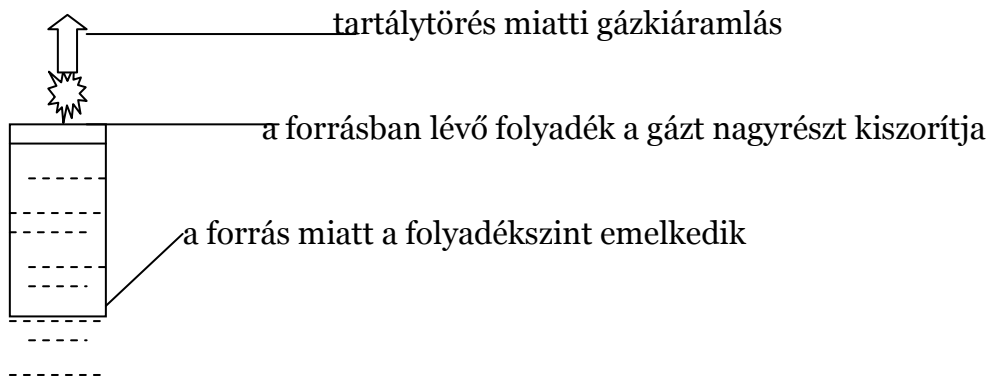 tartálytörés miatti gázkiáramlás
a forrásban lévő folyadék a gázt nagyrészt kiszorítja
a forrás miatt a folyadékszint emelkedik